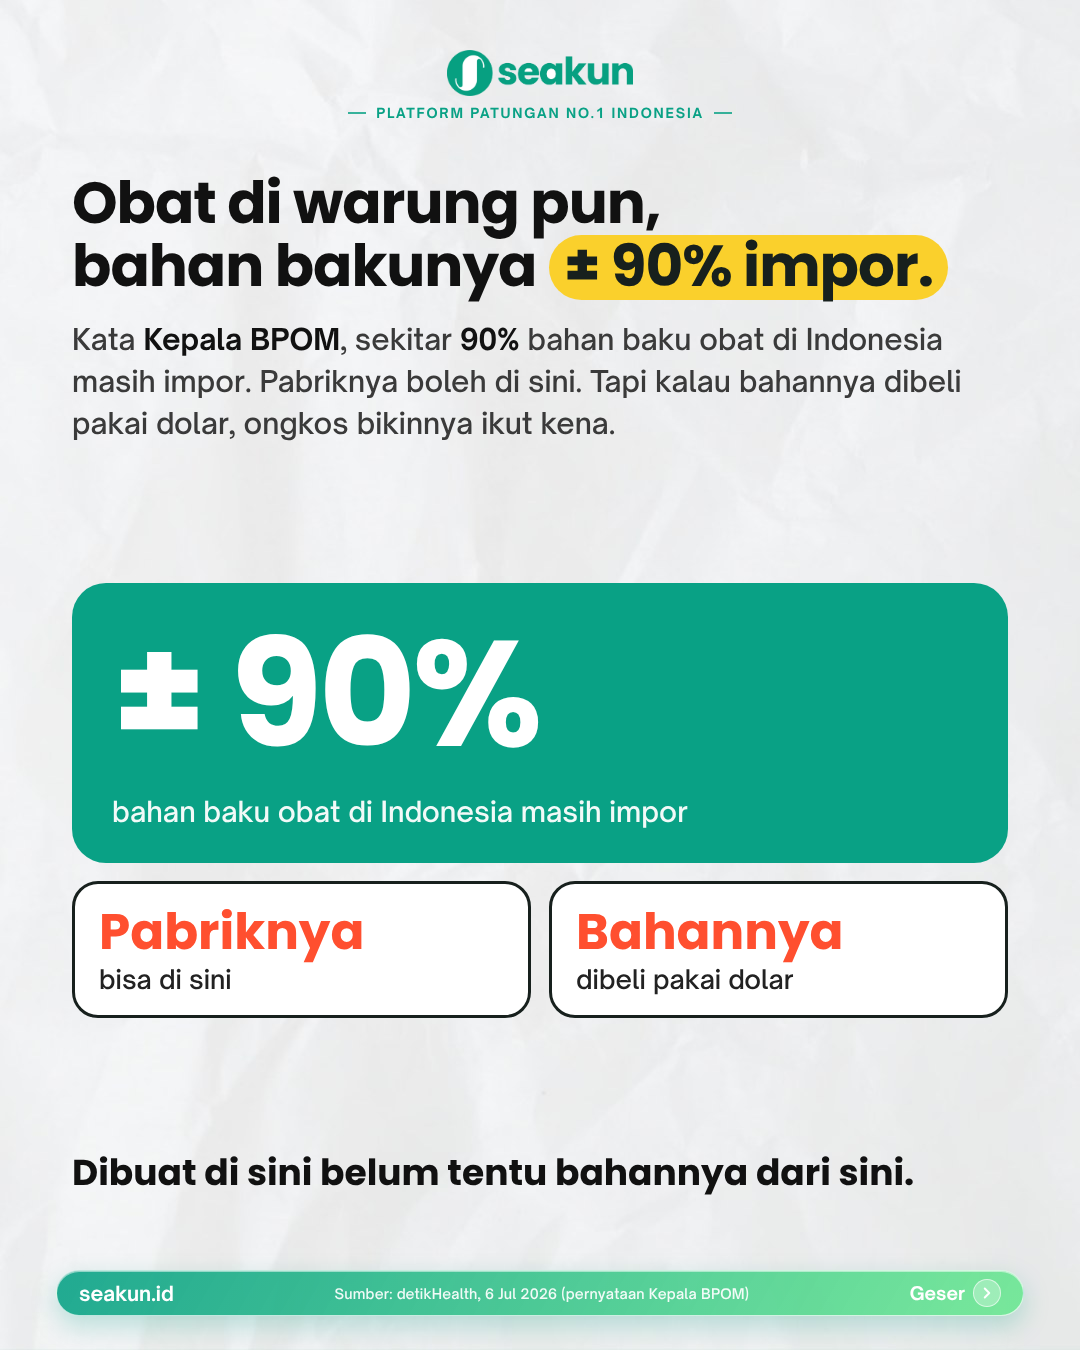 seakun
PLATFORM PATUNGAN NO.1 INDONESIA
Obat di warung pun,
bahan bakunya ± 90% impor.
Kata Kepala BPOM, sekitar 90% bahan baku obat di Indonesia
masih impor. Pabriknya boleh di sini. Tapi kalau bahannya dibeli
pakai dolar, ongkos bikinnya ikut kena.
± 90%
bahan baku obat di Indonesia masih impor
Pabriknya
bisa di sini
Bahannya
dibeli pakai dolar
Dibuat di sini belum tentu bahannya dari sini.
seakun.id
Sumber: detikHealth, 6 Jul 2026 (pernyataan Kepala BPOM)
Geser